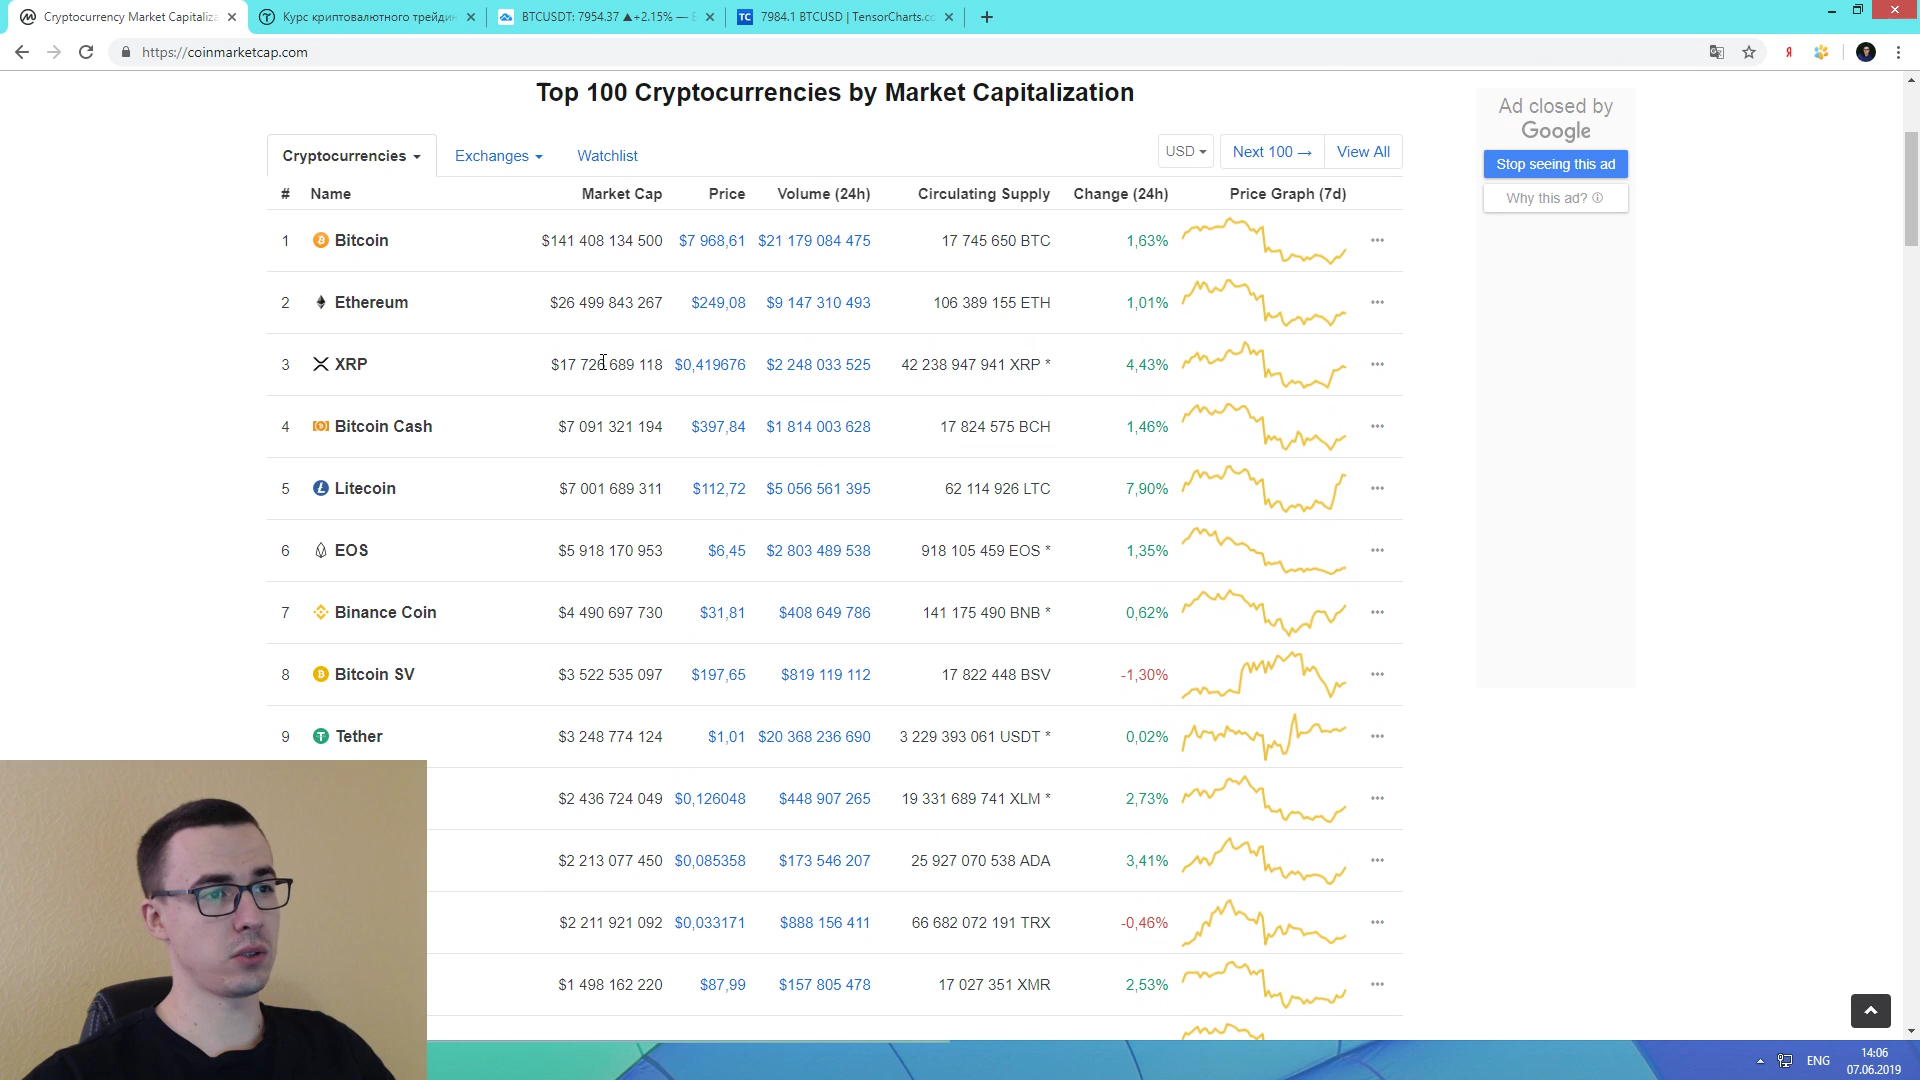 Cryptocurrency Market Capitaliza
Курс криптовалютного трейдин
BTCUSDT: 7954.37 ▲+2.15% —
7984.1 BTCUSD | TensorCharts.co
https://coinmarketcap.com
Top 100 Cryptocurrencies by Market Capitalization
Cryptocurrencies Exchanges Watchlist USD Next 100 → View All
# Name Market Cap Price Volume (24h) Circulating Supply Change (24h) Price Graph (7d)
1 Bitcoin $141 408 134 500 $7 968,61 $21 179 084 475 17 745 650 BTC 1,63%
2 Ethereum $26 499 843 267 $249,08 $9 147 310 493 106 389 155 ETH 1,01%
3 XRP $17 726 689 118 $0,419676 $2 248 033 525 42 238 947 941 XRP * 4,43%
4 Bitcoin Cash $7 091 321 194 $397,84 $1 814 003 628 17 824 575 BCH 1,46%
5 Litecoin $7 001 689 311 $112,72 $5 056 561 395 62 114 926 LTC 7,90%
6 EOS $5 918 170 953 $6,45 $2 803 489 538 918 105 459 EOS * 1,35%
7 Binance Coin $4 490 697 730 $31,81 $408 649 786 141 175 490 BNB * 0,62%
8 Bitcoin SV $3 522 535 097 $197,65 $819 119 112 17 822 448 BSV -1,30%
9 Tether $3 248 774 124 $1,01 $20 368 236 690 3 229 393 061 USDT * 0,02%
$2 436 724 049 $0,126048 $448 907 265 19 331 689 741 XLM * 2,73%
$2 213 077 450 $0,085358 $173 546 207 25 927 070 538 ADA 3,41%
$2 211 921 092 $0,033171 $888 156 411 66 682 072 191 TRX -0,46%
$1 498 162 220 $87,99 $157 805 478 17 027 351 XMR 2,53%
Ad closed by
Google
Stop seeing this ad
Why this ad?
ENG
14:06
07.06.2019